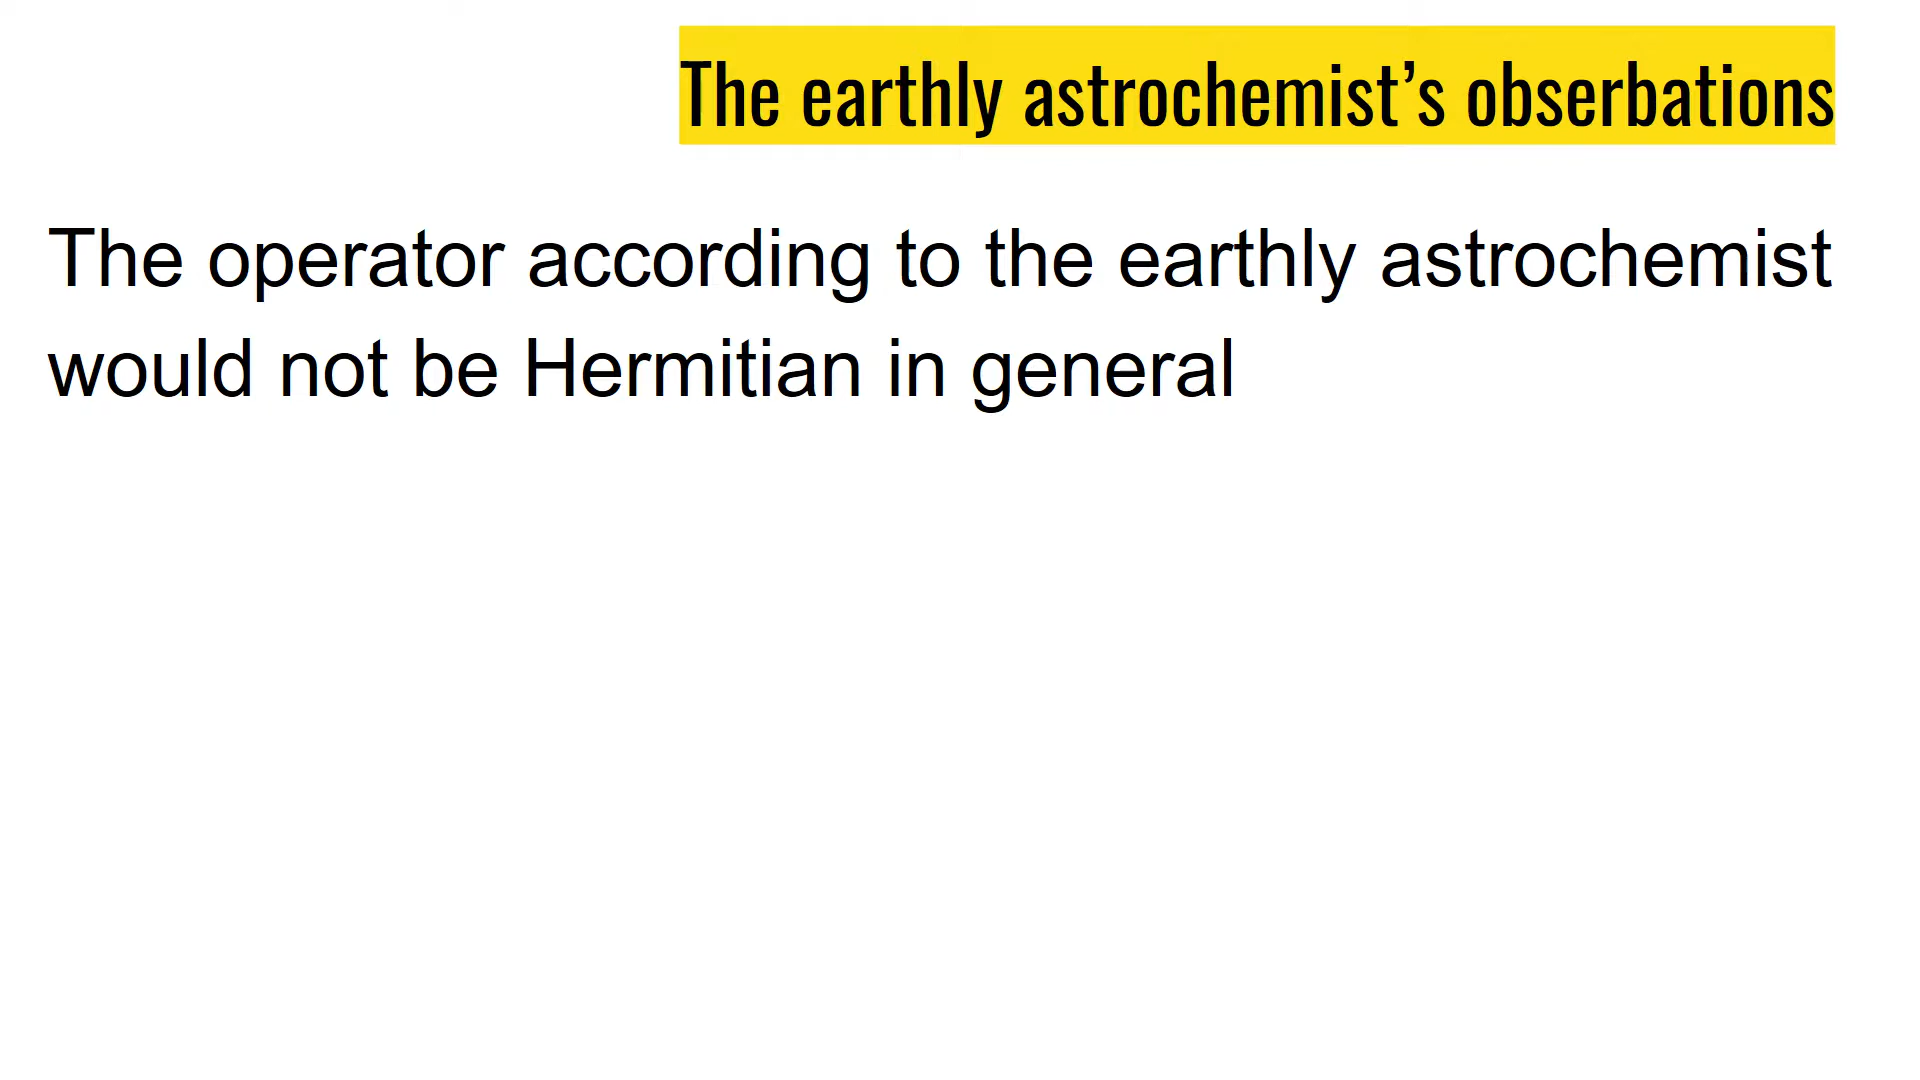 The earthly astrochemist’s obserbations
The operator according to the earthly astrochemist
would not be Hermitian in general